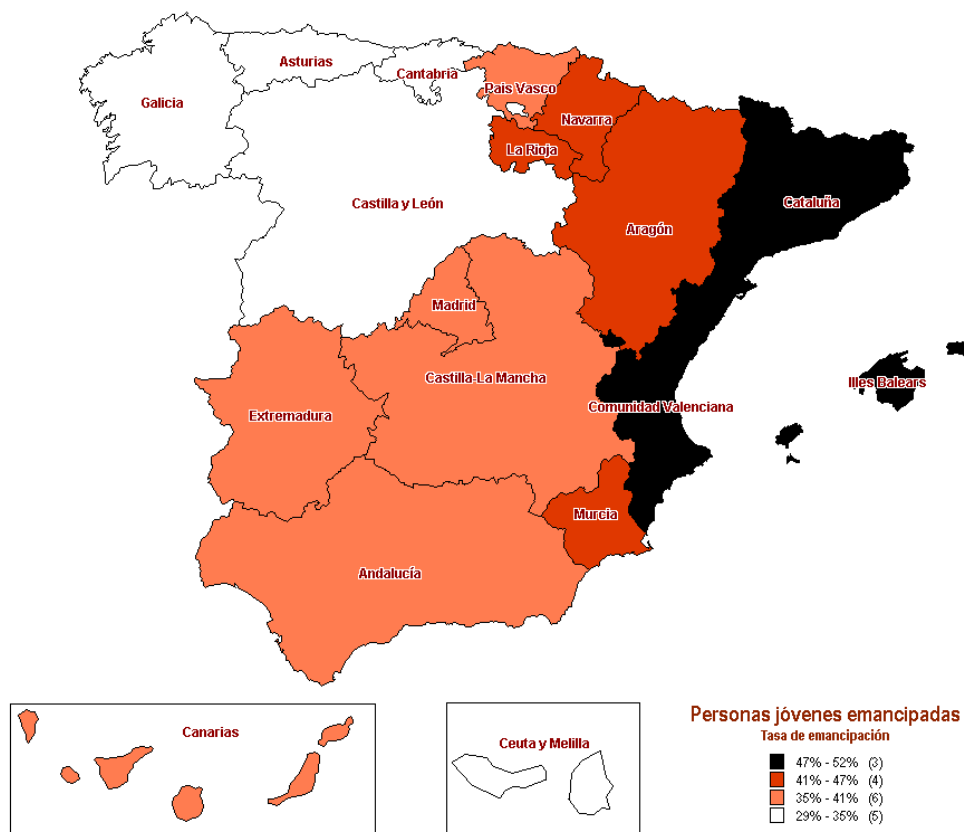 Asturias
Cantabria
País Vasco
Galicia
Navarra
La Rioja
Castilla y León
Cataluña
Aragón
Madrid
Castilla-La Mancha
Illes Balears
Comunidad Valenciana
Extremadura
Murcia
Andalucía
Canarias
Ceuta y Melilla
Personas jóvenes emancipadas
Tasa de emancipación
47% - 52% (3)
41% - 47% (4)
35% - 41% (6)
29% - 35% (5)